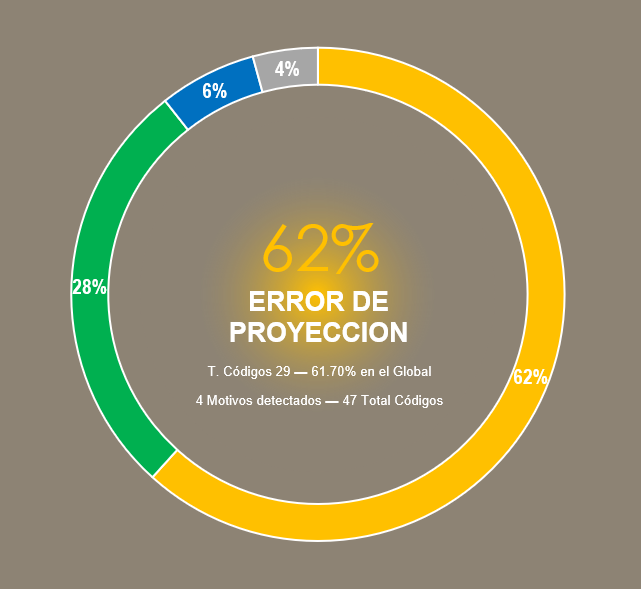 4%
6%
62%
ERROR DE
PROYECCION
28%
T. Códigos 29 — 61.70% en el Global
62%
4 Motivos detectados — 47 Total Códigos